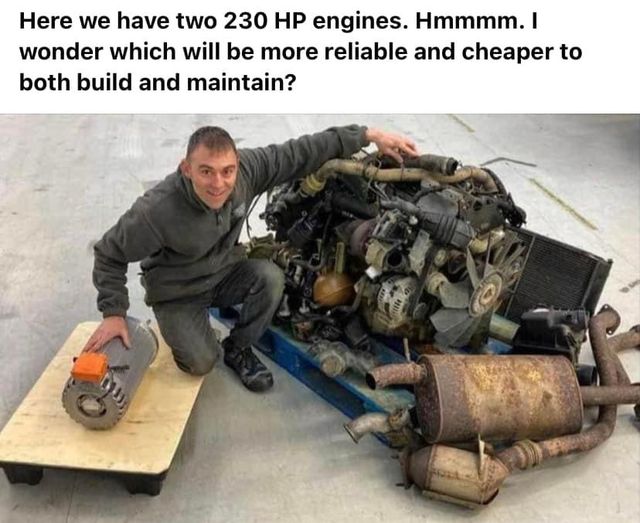 Here we have two 230 HP engines. Hmmmm. I
wonder which will be more reliable and cheaper to
both build and maintain?